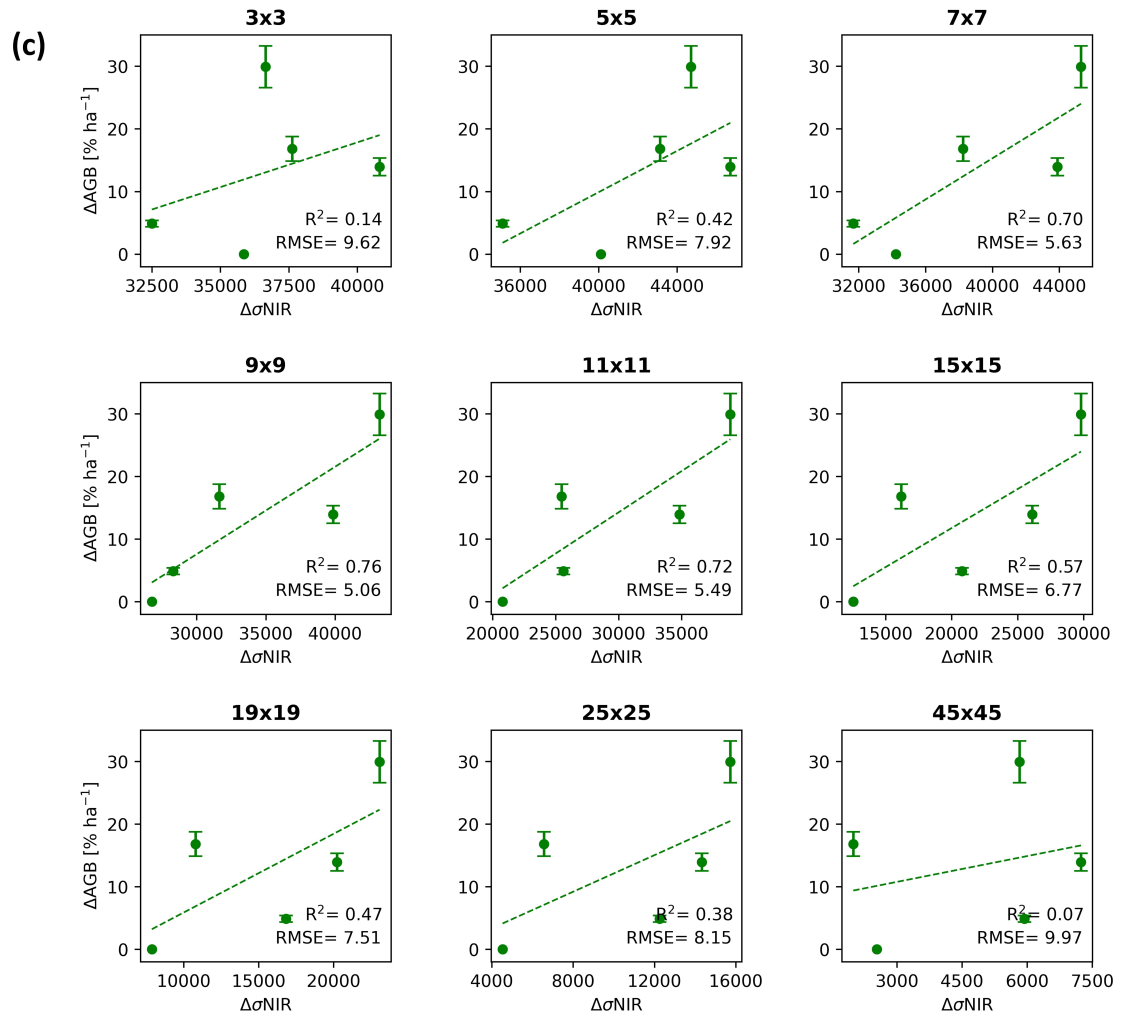 (c)
3x3 5x5 7x7
ΔAGB [% ha⁻¹]
30
20
10
0
R²= 0.14
RMSE= 9.62
32500 35000 37500 40000
ΔσNIR
30
20
10
0
R²= 0.42
RMSE= 7.92
36000 40000 44000
ΔσNIR
30
20
10
0
R²= 0.70
RMSE= 5.63
32000 36000 40000 44000
ΔσNIR
9x9 11x11 15x15
ΔAGB [% ha⁻¹]
30
20
10
0
R²= 0.76
RMSE= 5.06
30000 35000 40000
ΔσNIR
30
20
10
0
R²= 0.72
RMSE= 5.49
20000 25000 30000 35000
ΔσNIR
30
20
10
0
R²= 0.57
RMSE= 6.77
15000 20000 25000 30000
ΔσNIR
19x19 25x25 45x45
ΔAGB [% ha⁻¹]
30
20
10
0
R²= 0.47
RMSE= 7.51
10000 15000 20000
ΔσNIR
30
20
10
0
R²= 0.38
RMSE= 8.15
4000 8000 12000 16000
ΔσNIR
30
20
10
0
R²= 0.07
RMSE= 9.97
3000 4500 6000 7500
ΔσNIR